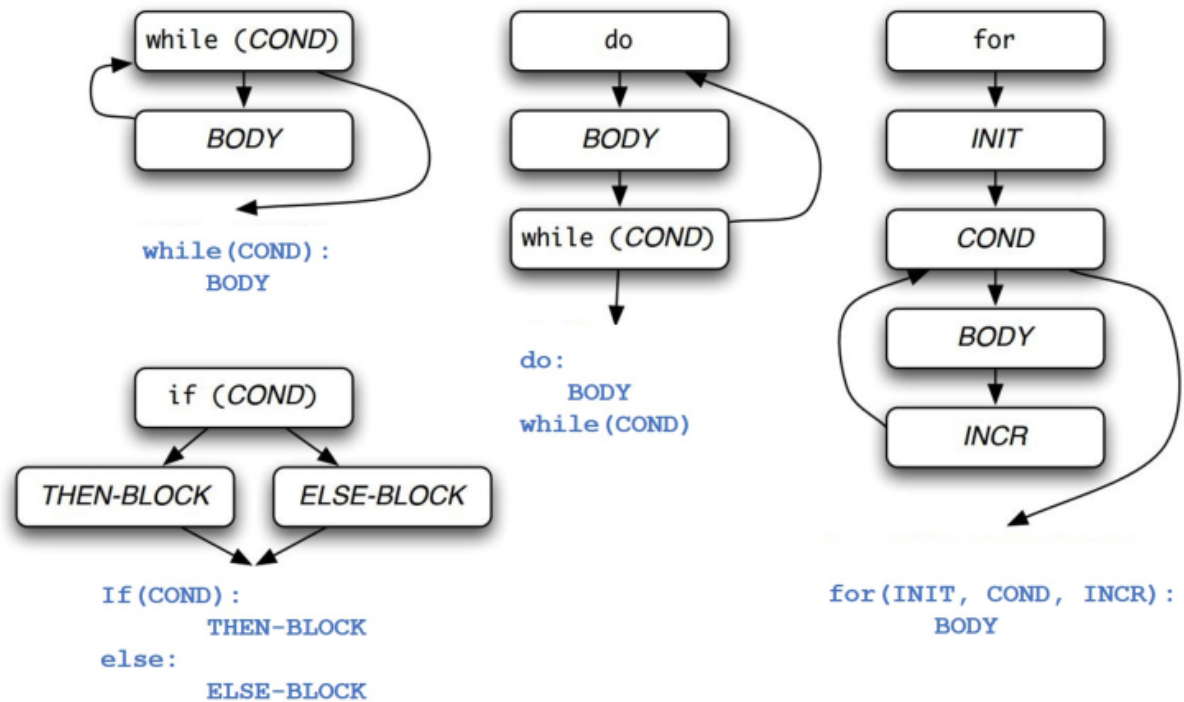 while (COND)
BODY
while(COND):
BODY
do
BODY
while (COND)
do:
BODY
while(COND)
for
INIT
COND
BODY
INCR
for(INIT, COND, INCR):
BODY
if (COND)
THEN-BLOCK
ELSE-BLOCK
If(COND):
THEN-BLOCK
else:
ELSE-BLOCK